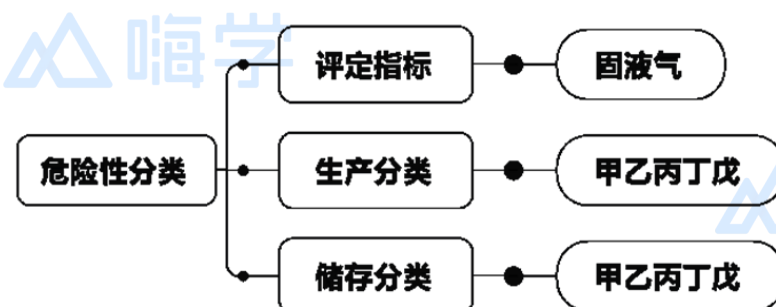 嗨学
评定指标
固液气
危险性分类
生产分类
甲乙丙丁戊
储存分类
甲乙丙丁戊